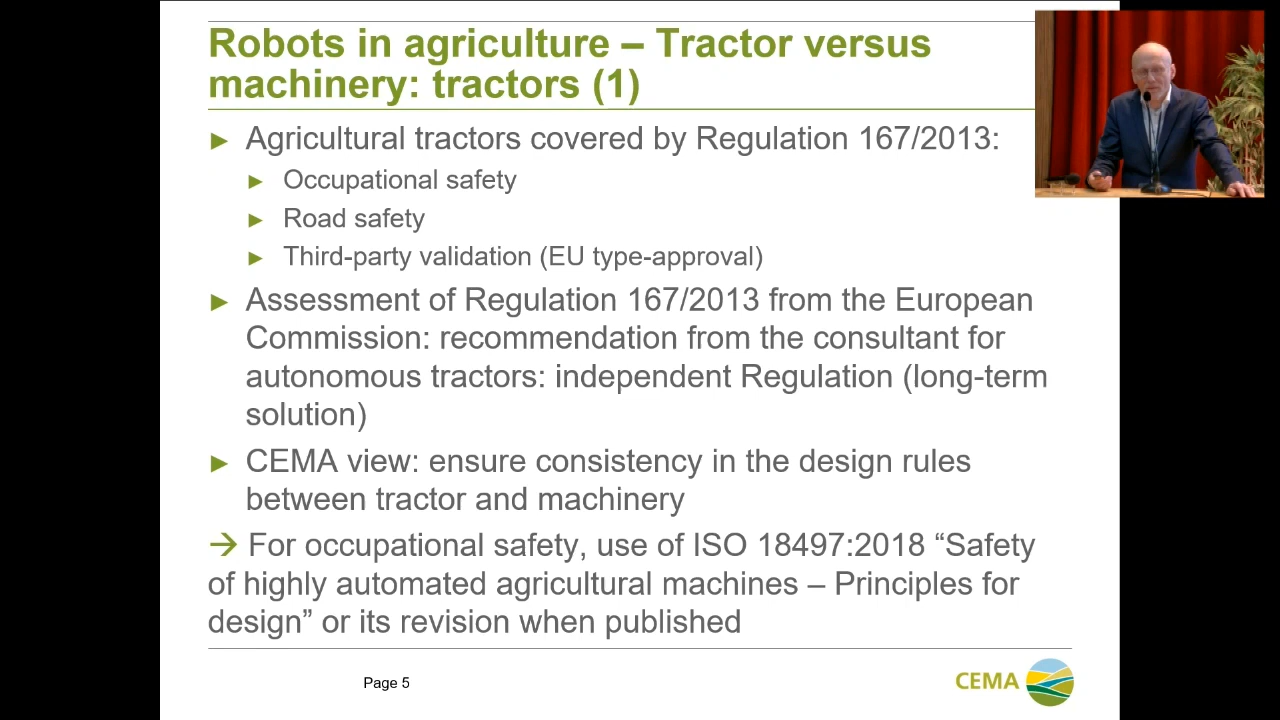 Robots in agriculture – Tractor versus
machinery: tractors (1)
► Agricultural tractors covered by Regulation 167/2013:
► Occupational safety
► Road safety
► Third-party validation (EU type-approval)
► Assessment of Regulation 167/2013 from the European
Commission: recommendation from the consultant for
autonomous tractors: independent Regulation (long-term
solution)
► CEMA view: ensure consistency in the design rules
between tractor and machinery
→ For occupational safety, use of ISO 18497:2018 “Safety
of highly automated agricultural machines – Principles for
design” or its revision when published
Page 5
CEMA